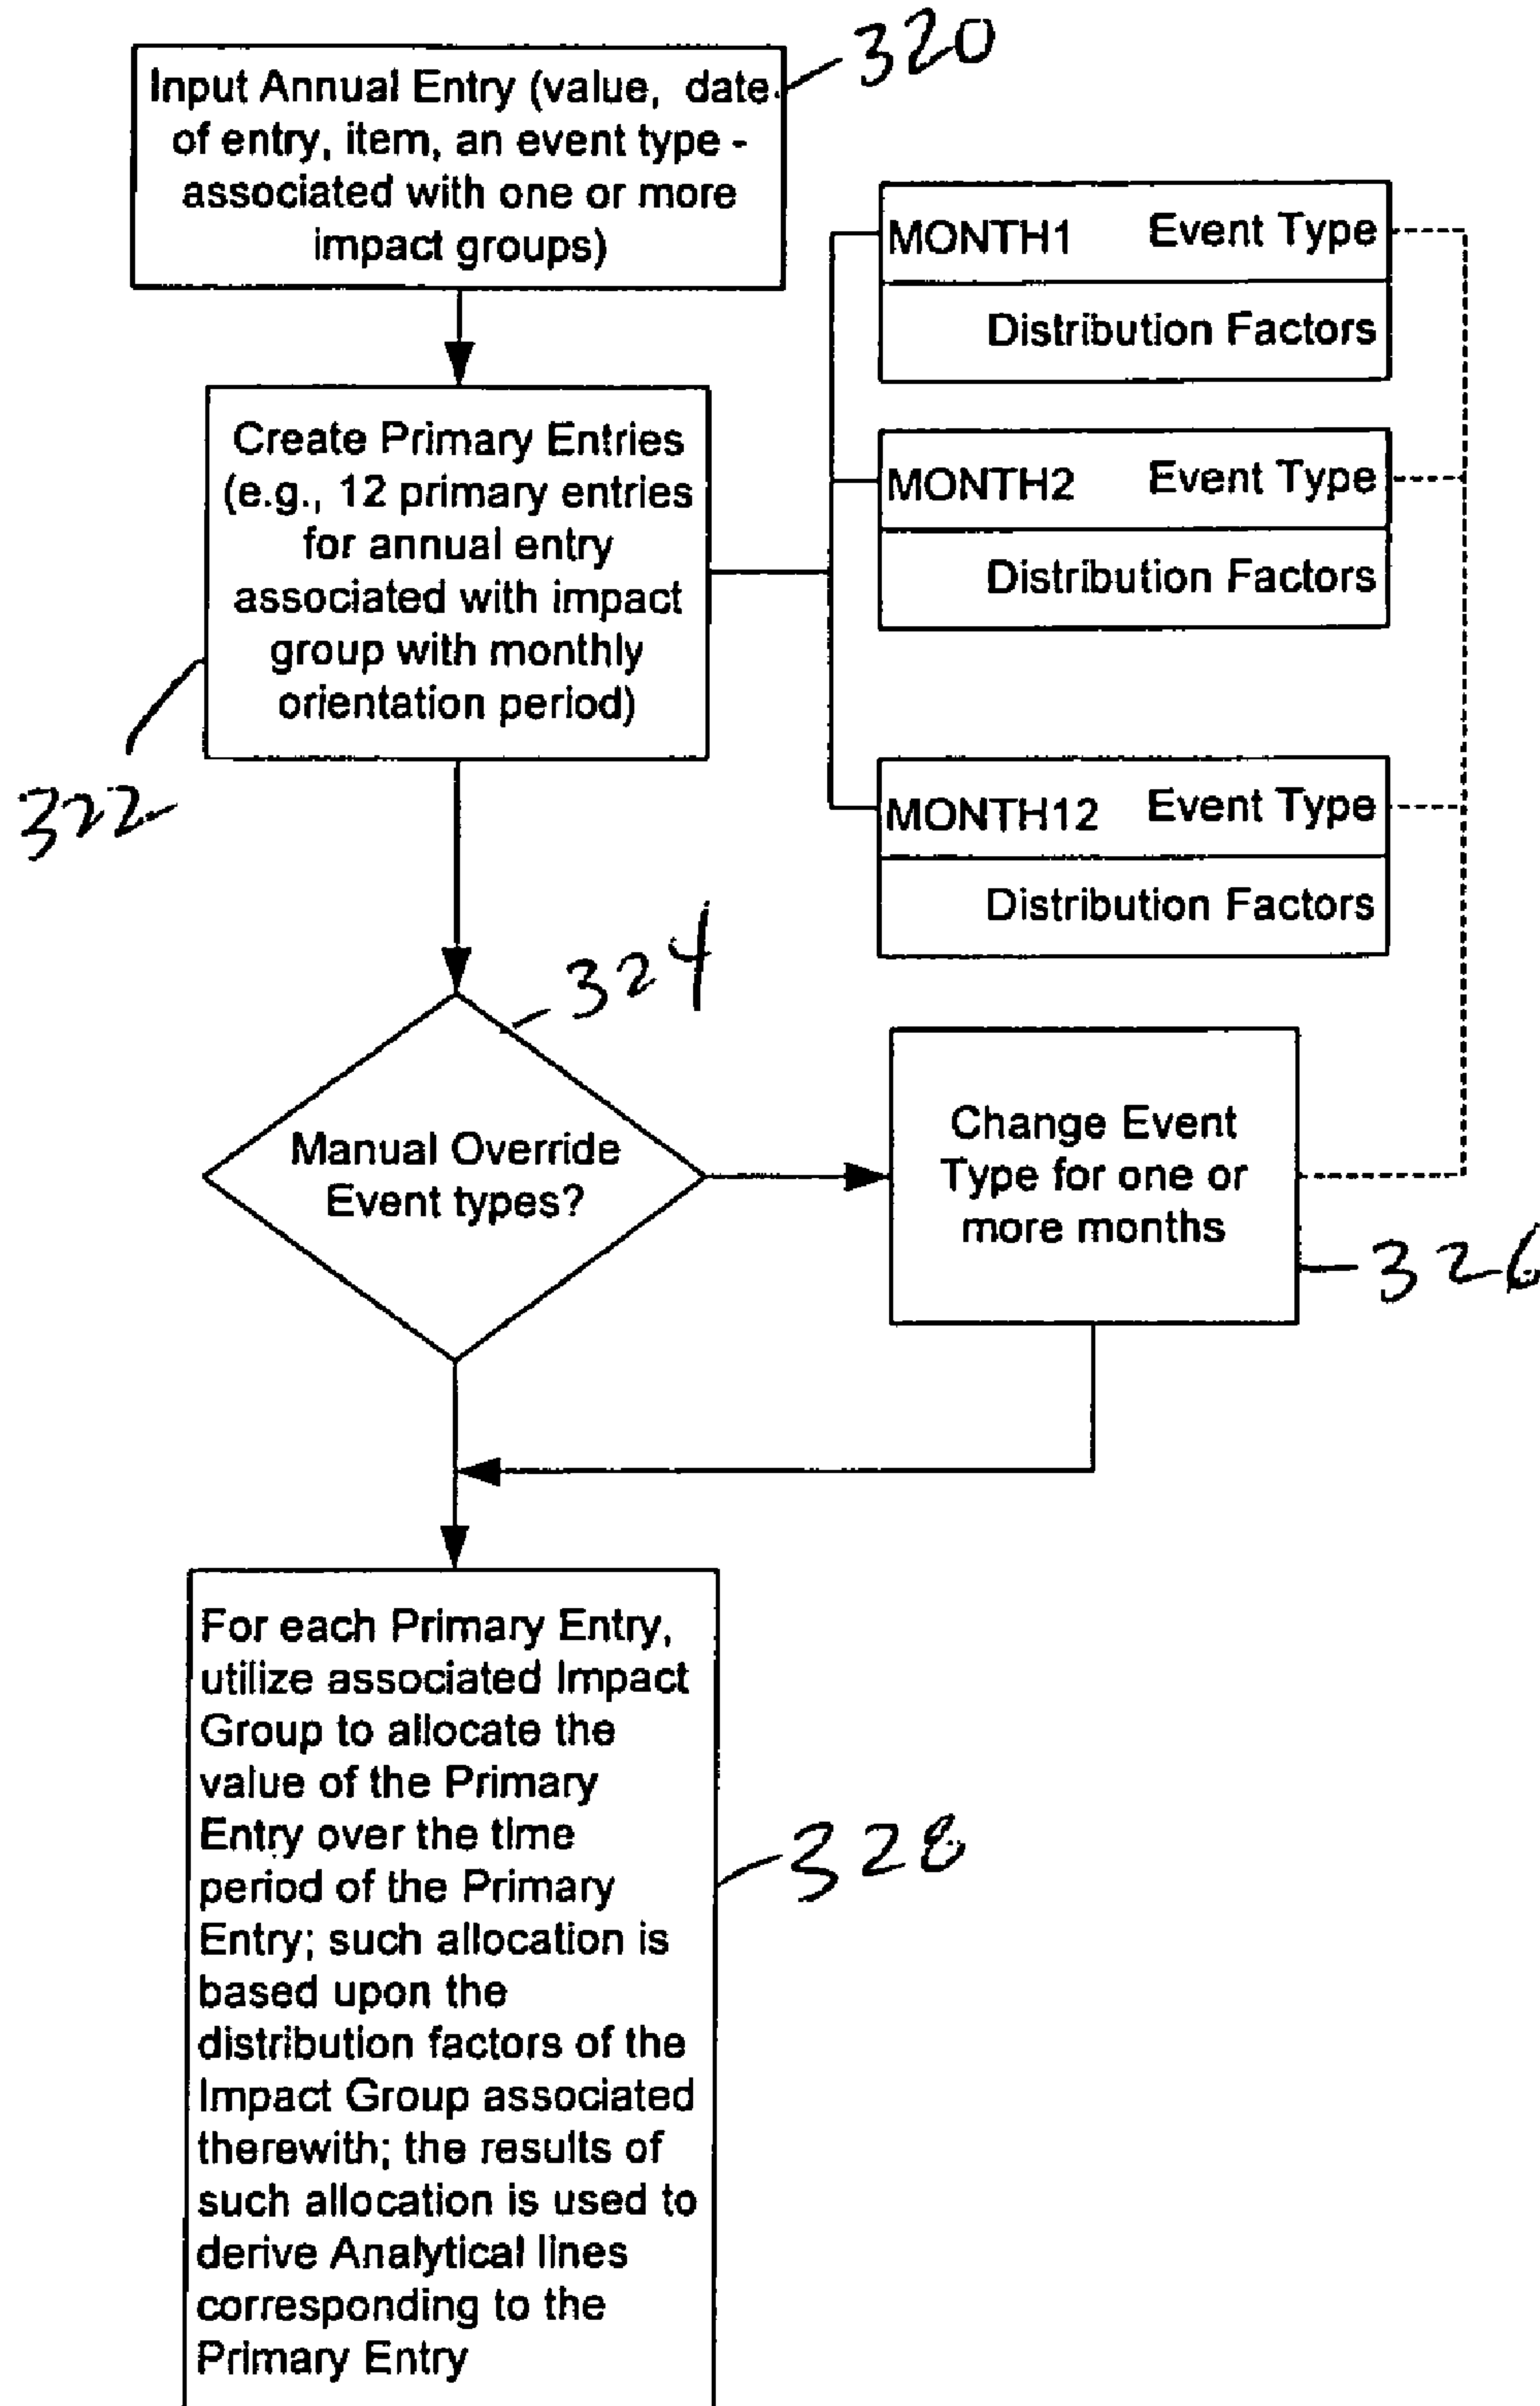 320
Input Annual Entry (value, date
of entry, item, an event type -
associated with one or more
impact groups)
MONTH1 Event Type
Distribution Factors
Create Primary Entries
(e.g., 12 primary entries
for annual entry
associated with impact
group with monthly
orientation period)
322
MONTH2 Event Type
Distribution Factors
MONTH12 Event Type
Distribution Factors
324
Manual Override
Event types?
Change Event
Type for one or
more months
326
For each Primary Entry,
utilize associated Impact
Group to allocate the
value of the Primary
Entry over the time
period of the Primary
Entry; such allocation is
based upon the
distribution factors of the
Impact Group associated
therewith; the results of
such allocation is used to
derive Analytical lines
corresponding to the
Primary Entry
328